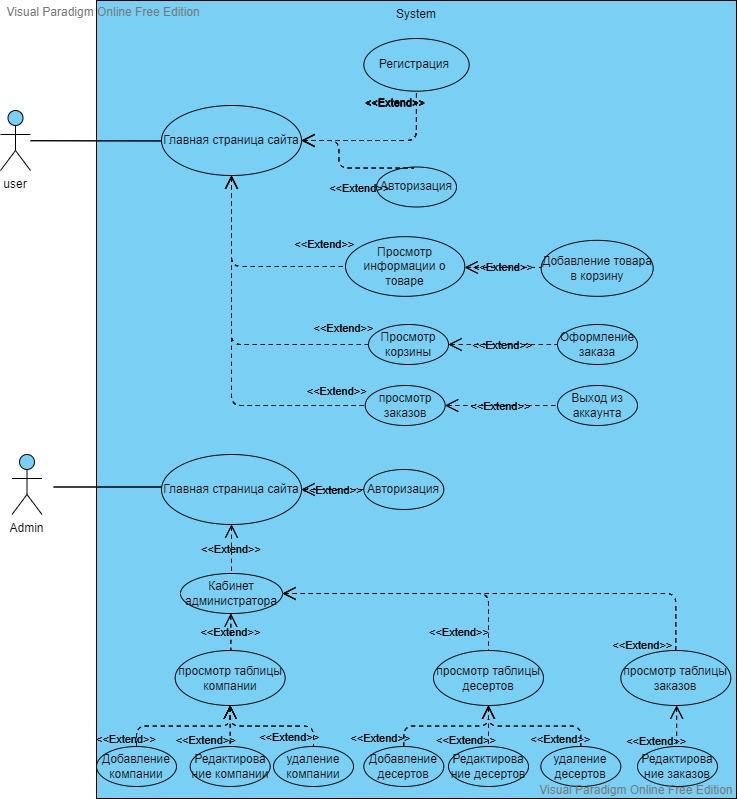 Visual Paradigm Online Free Edition
System
Регистрация
<<Extend>>
Главная страница сайта
user
<<Extend>>
Авторизация
<<Extend>>
Просмотр
информации о
товаре
<<Extend>>
Добавление товара
в корзину
<<Extend>>
Просмотр
корзины
<<Extend>>
Оформление
заказа
<<Extend>>
просмотр
заказов
<<Extend>>
Выход из
аккаунта
Admin
Главная страница сайта
<<Extend>>
Авторизация
<<Extend>>
Кабинет
администратора
<<Extend>>
<<Extend>>
<<Extend>>
просмотр таблицы
компании
просмотр таблицы
десертов
просмотр таблицы
заказов
<<Extend>>
<<Extend>>
<<Extend>>
<<Extend>>
<<Extend>>
<<Extend>>
<<Extend>>
Добавление
компании
Редактирова
ние компании
удаление
компании
Добавление
десертов
Редактирова
ние десертов
удаление
десертов
Редактирова
ние заказов
Visual Paradigm Online Free Edition